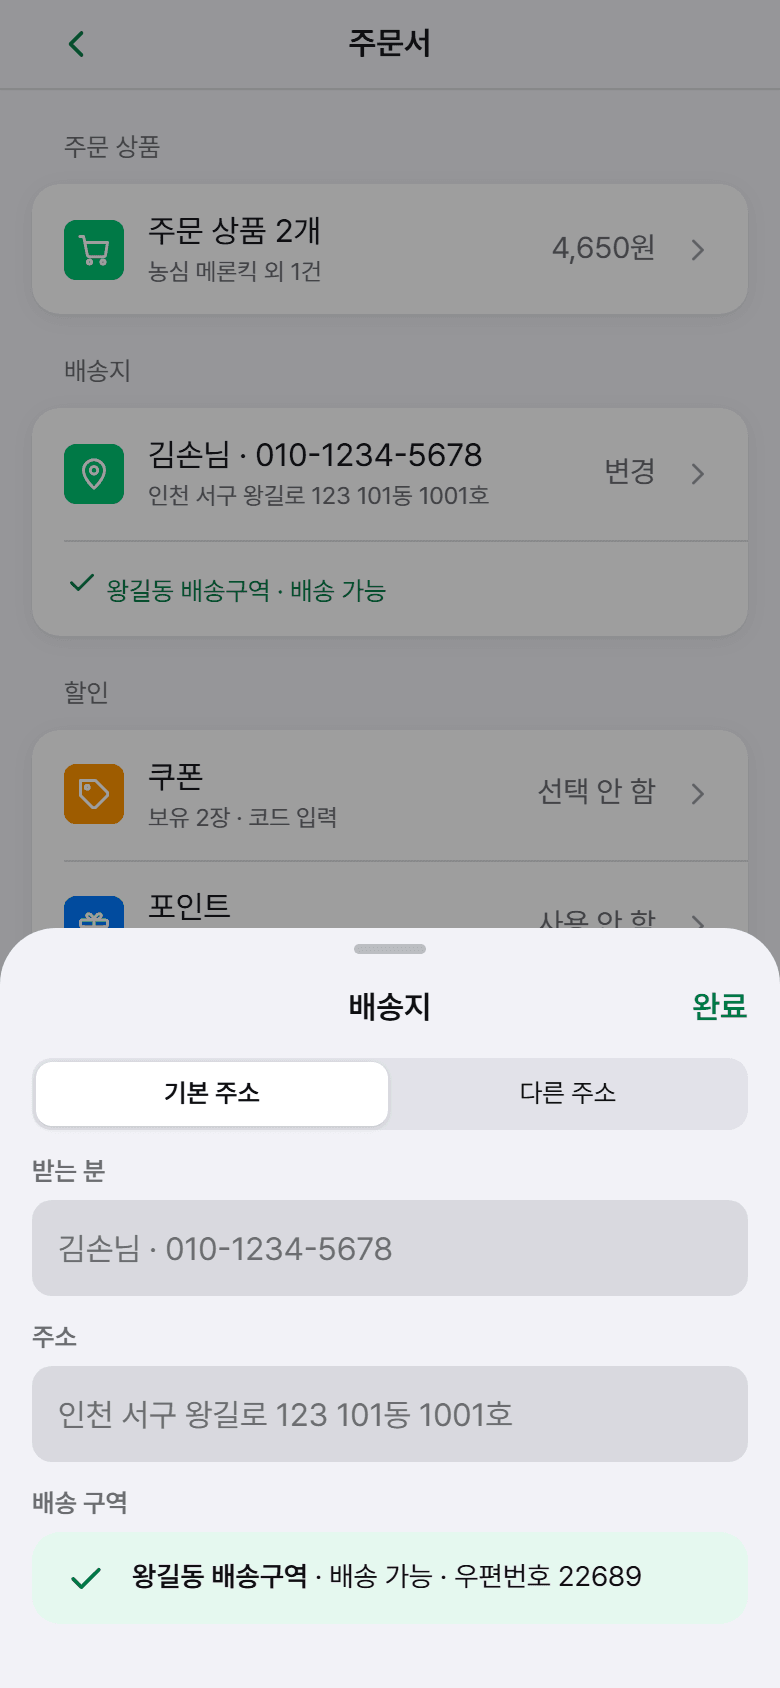 주문서
주문 상품
주문 상품 2개
농심 메론킥 외 1건
4,650원
배송지
김손님 · 010-1234-5678
인천 서구 왕길로 123 101동 1001호
변경
왕길동 배송구역 · 배송 가능
할인
쿠폰
보유 2장 · 코드 입력
선택 안 함
포인트
사용 안 함
배송지
완료
기본 주소
다른 주소
받는 분
김손님 · 010-1234-5678
주소
인천 서구 왕길로 123 101동 1001호
배송 구역
왕길동 배송구역 · 배송 가능 · 우편번호 22689